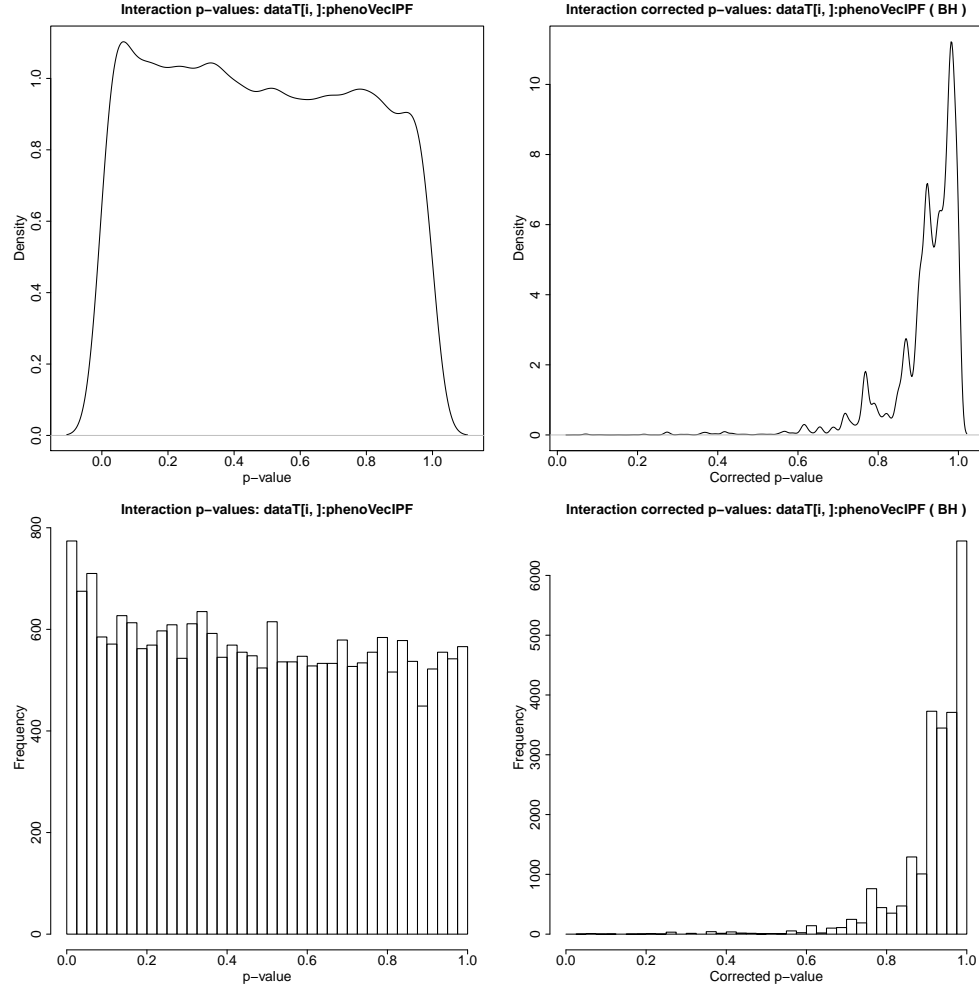 Interaction p−values: dataT[i, ]:phenoVecIPF
Density
0.0 0.2 0.4 0.6 0.8 1.0
0.0 0.2 0.4 0.6 0.8 1.0
p−value
Interaction corrected p−values: dataT[i, ]:phenoVecIPF ( BH )
Density
0 2 4 6 8 10
0.0 0.2 0.4 0.6 0.8 1.0
Corrected p−value
Interaction p−values: dataT[i, ]:phenoVecIPF
Frequency
0 200 400 600 800
0.0 0.2 0.4 0.6 0.8 1.0
p−value
Interaction corrected p−values: dataT[i, ]:phenoVecIPF ( BH )
Frequency
0 1000 2000 3000 4000 5000 6000
0.0 0.2 0.4 0.6 0.8 1.0
Corrected p−value